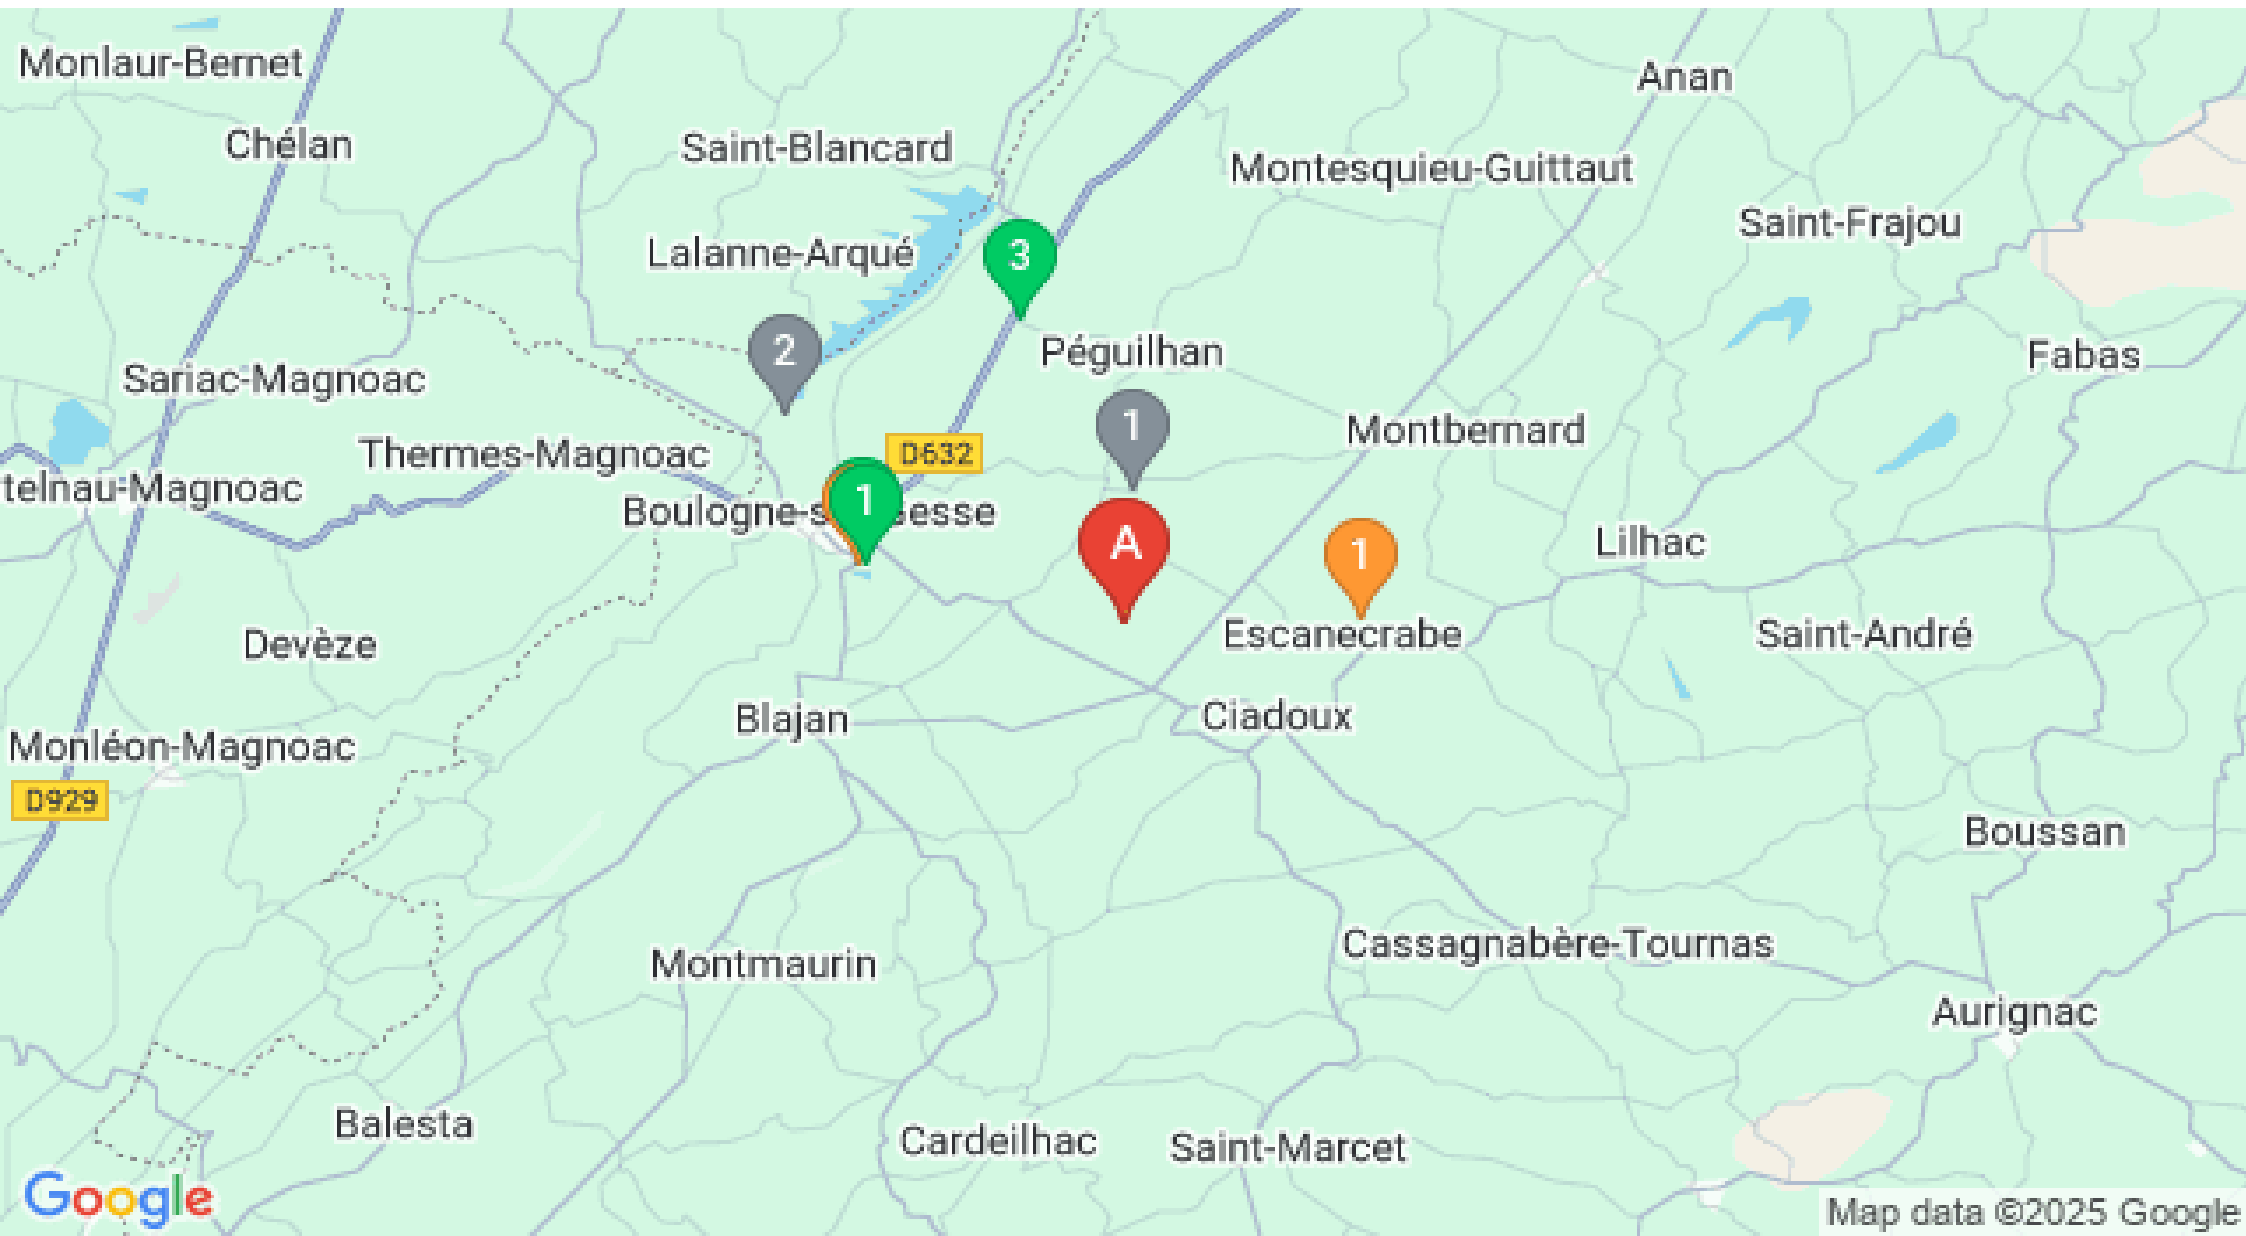 Monlaur-Bernet
Anan
Chélan
Saint-Blancard
Montesquieu-Guittaut
Saint-Frajou
Lalanne-Arqué
3
2
Péguilhan
Fabas
Sariac-Magnoac
1
Montbernard
Thermes-Magnoac
D632
telnau-Magnoac
1
Boulogne-s
esse
A
1
Lilhac
Devèze
Escanecrabe
Saint-André
Blajan
Ciadoux
Monléon-Magnoac
D929
Boussan
Montmaurin
Cassagnabère-Tournas
Aurignac
Balesta
Cardeilhac
Saint-Marcet
Google
Map data ©2025 Google